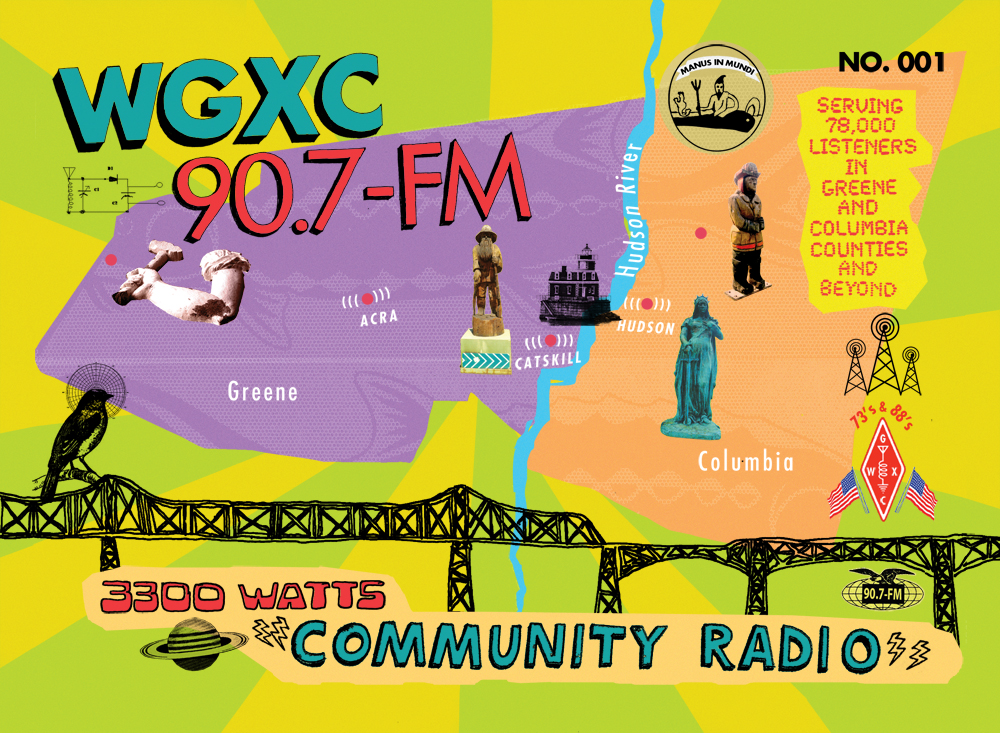 WGXC
90.7-FM
MANUS IN MUNDI
NO. 001
SERVING
78,000
LISTENERS
IN
GREENE
AND
COLUMBIA
COUNTIES
AND
BEYOND
Hudson River
(((●)))
ACRA
(((●)))
HUDSON
(((●)))
CATSKILL
Greene
Columbia
73's & 88's
G
W X
C
90.7-FM
3300 WATTS
COMMUNITY RADIO